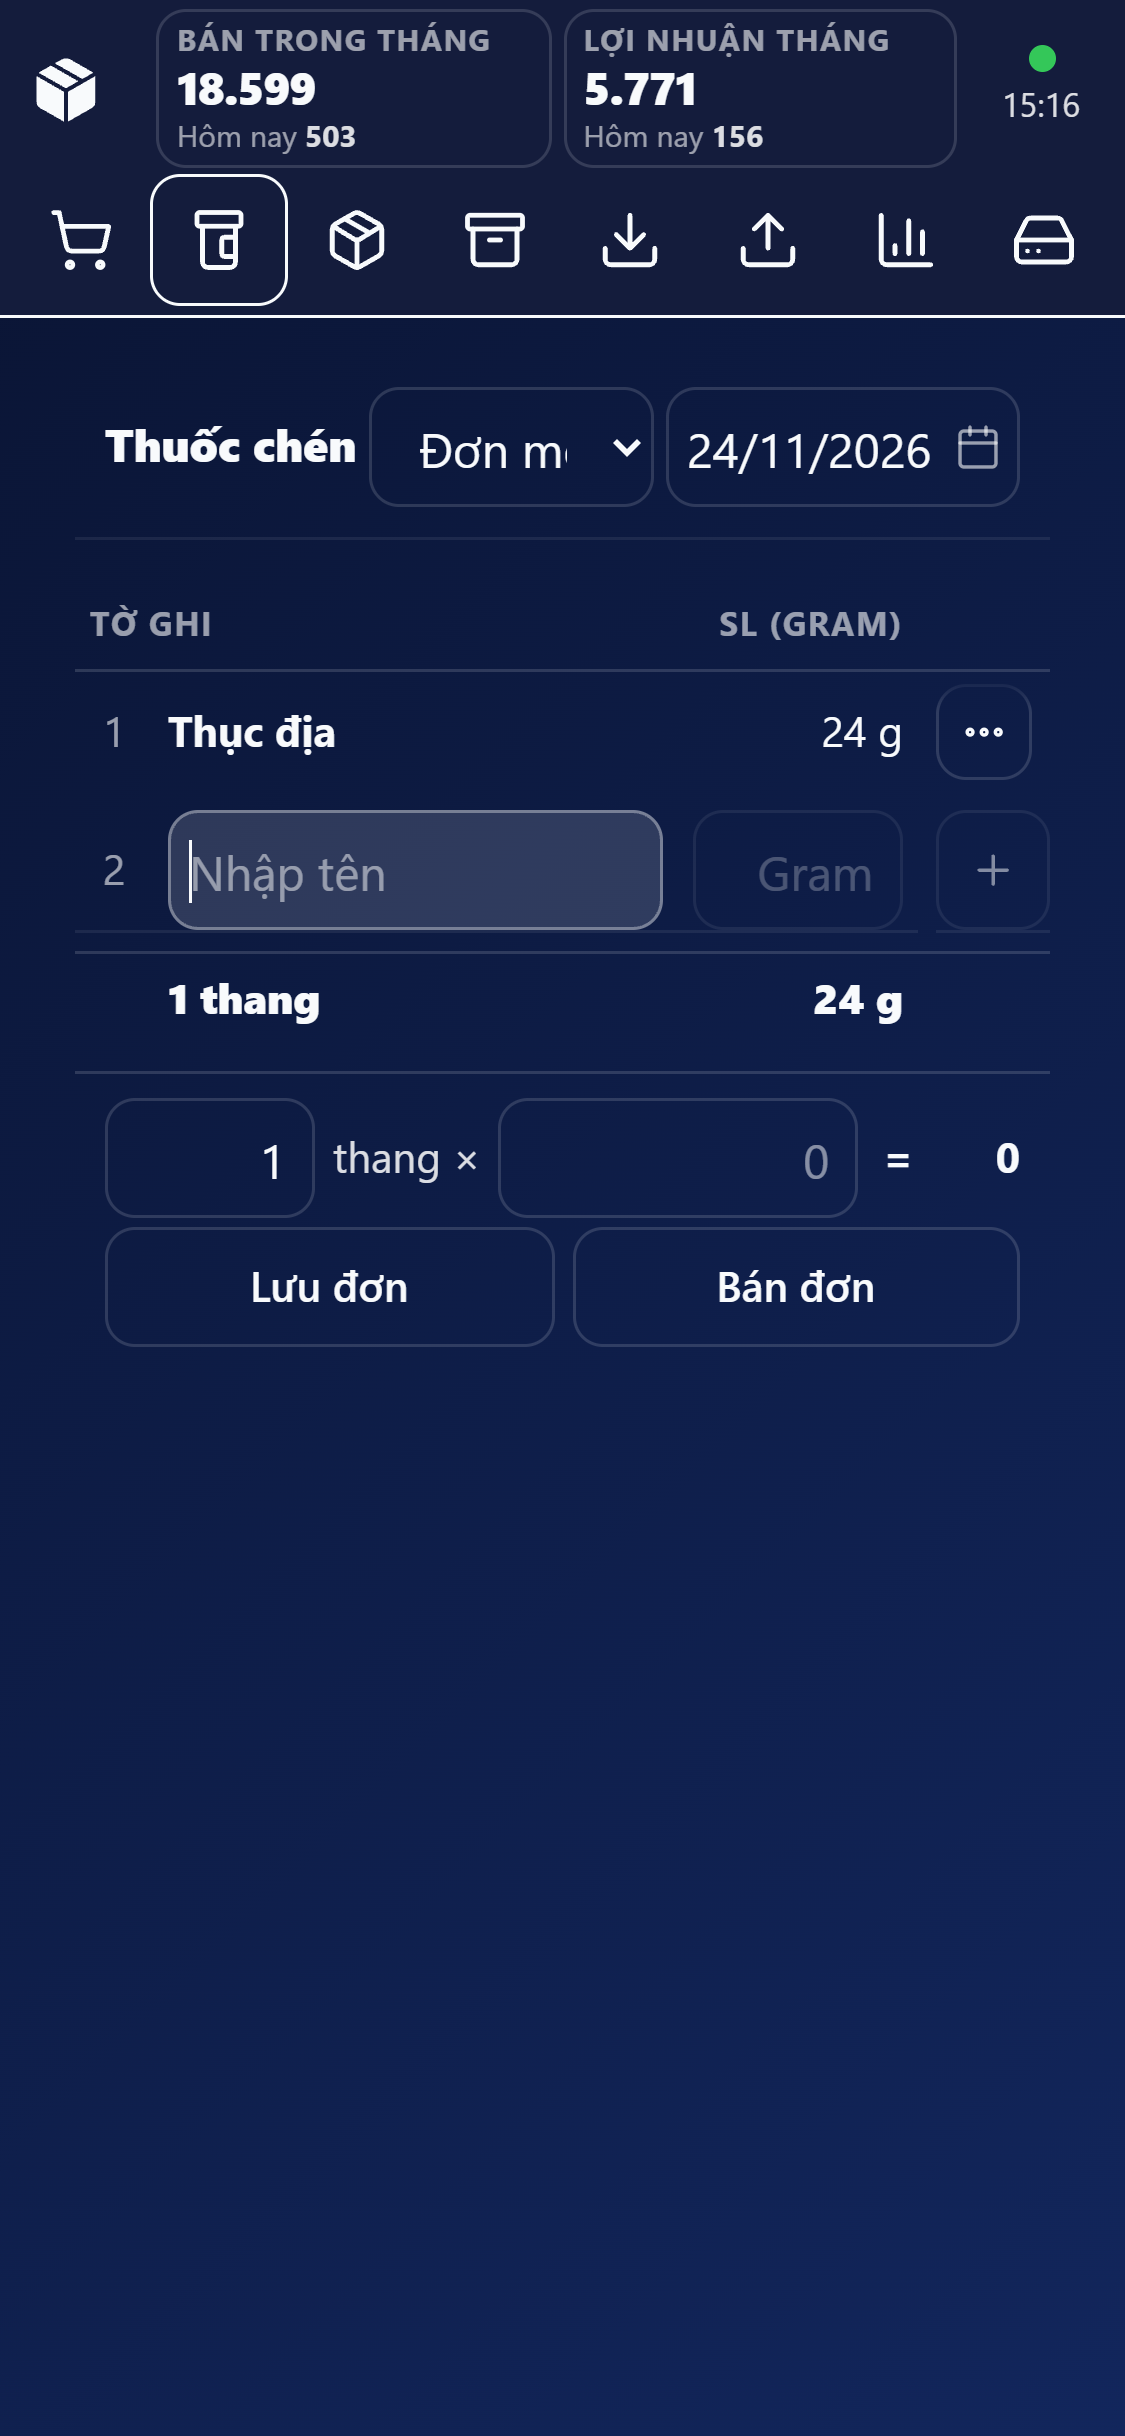 BÁN TRONG THÁNG
18.599
Hôm nay 503
LỢI NHUẬN THÁNG
5.771
Hôm nay 156
15:16
Thuốc chén
Đơn m
24/11/2026
TỜ GHI SL (GRAM)
1 Thục địa 24 g
2 Nhập tên Gram
1 thang 24 g
1 thang × 0 = 0
Lưu đơn Bán đơn